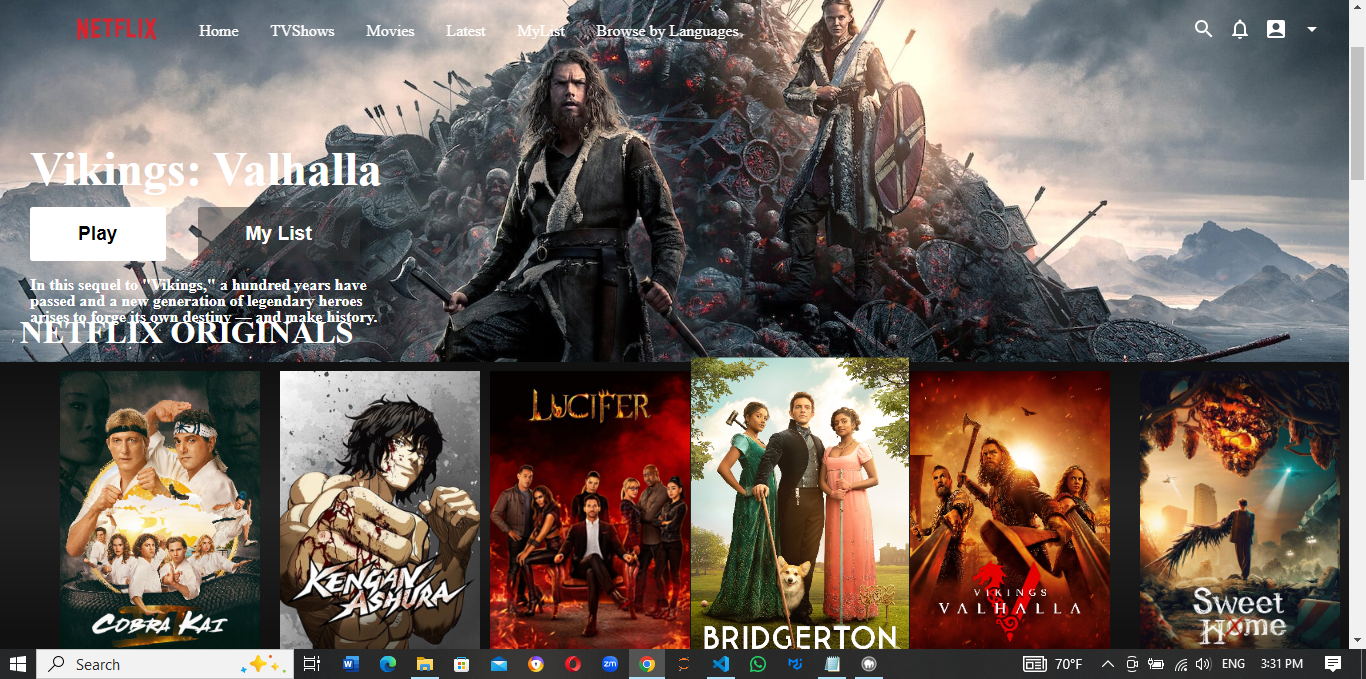 NETFLIX Home TVShows Movies Latest MyList Browse by Languages
Vikings: Valhalla
Play My List
In this sequel to "Vikings," a hundred years have
passed and a new generation of legendary heroes
arises to forge its own destiny — and make history.
NETFLIX ORIGINALS
LUCIFER
KENGAN
ASHURA
VIKINGS
VALHALLA
Sweet
Home
COBRA KAI
BRIDGERTON
Search
W
zm
70°F
ENG
3:31 PM